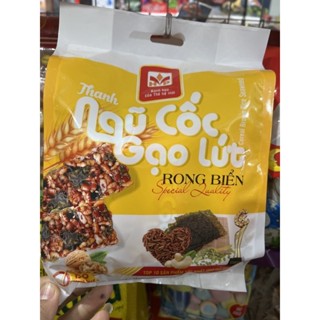 Thanh
Ngũ Cốc
Gạo Lứt
RONG BIỂN
Special Quality